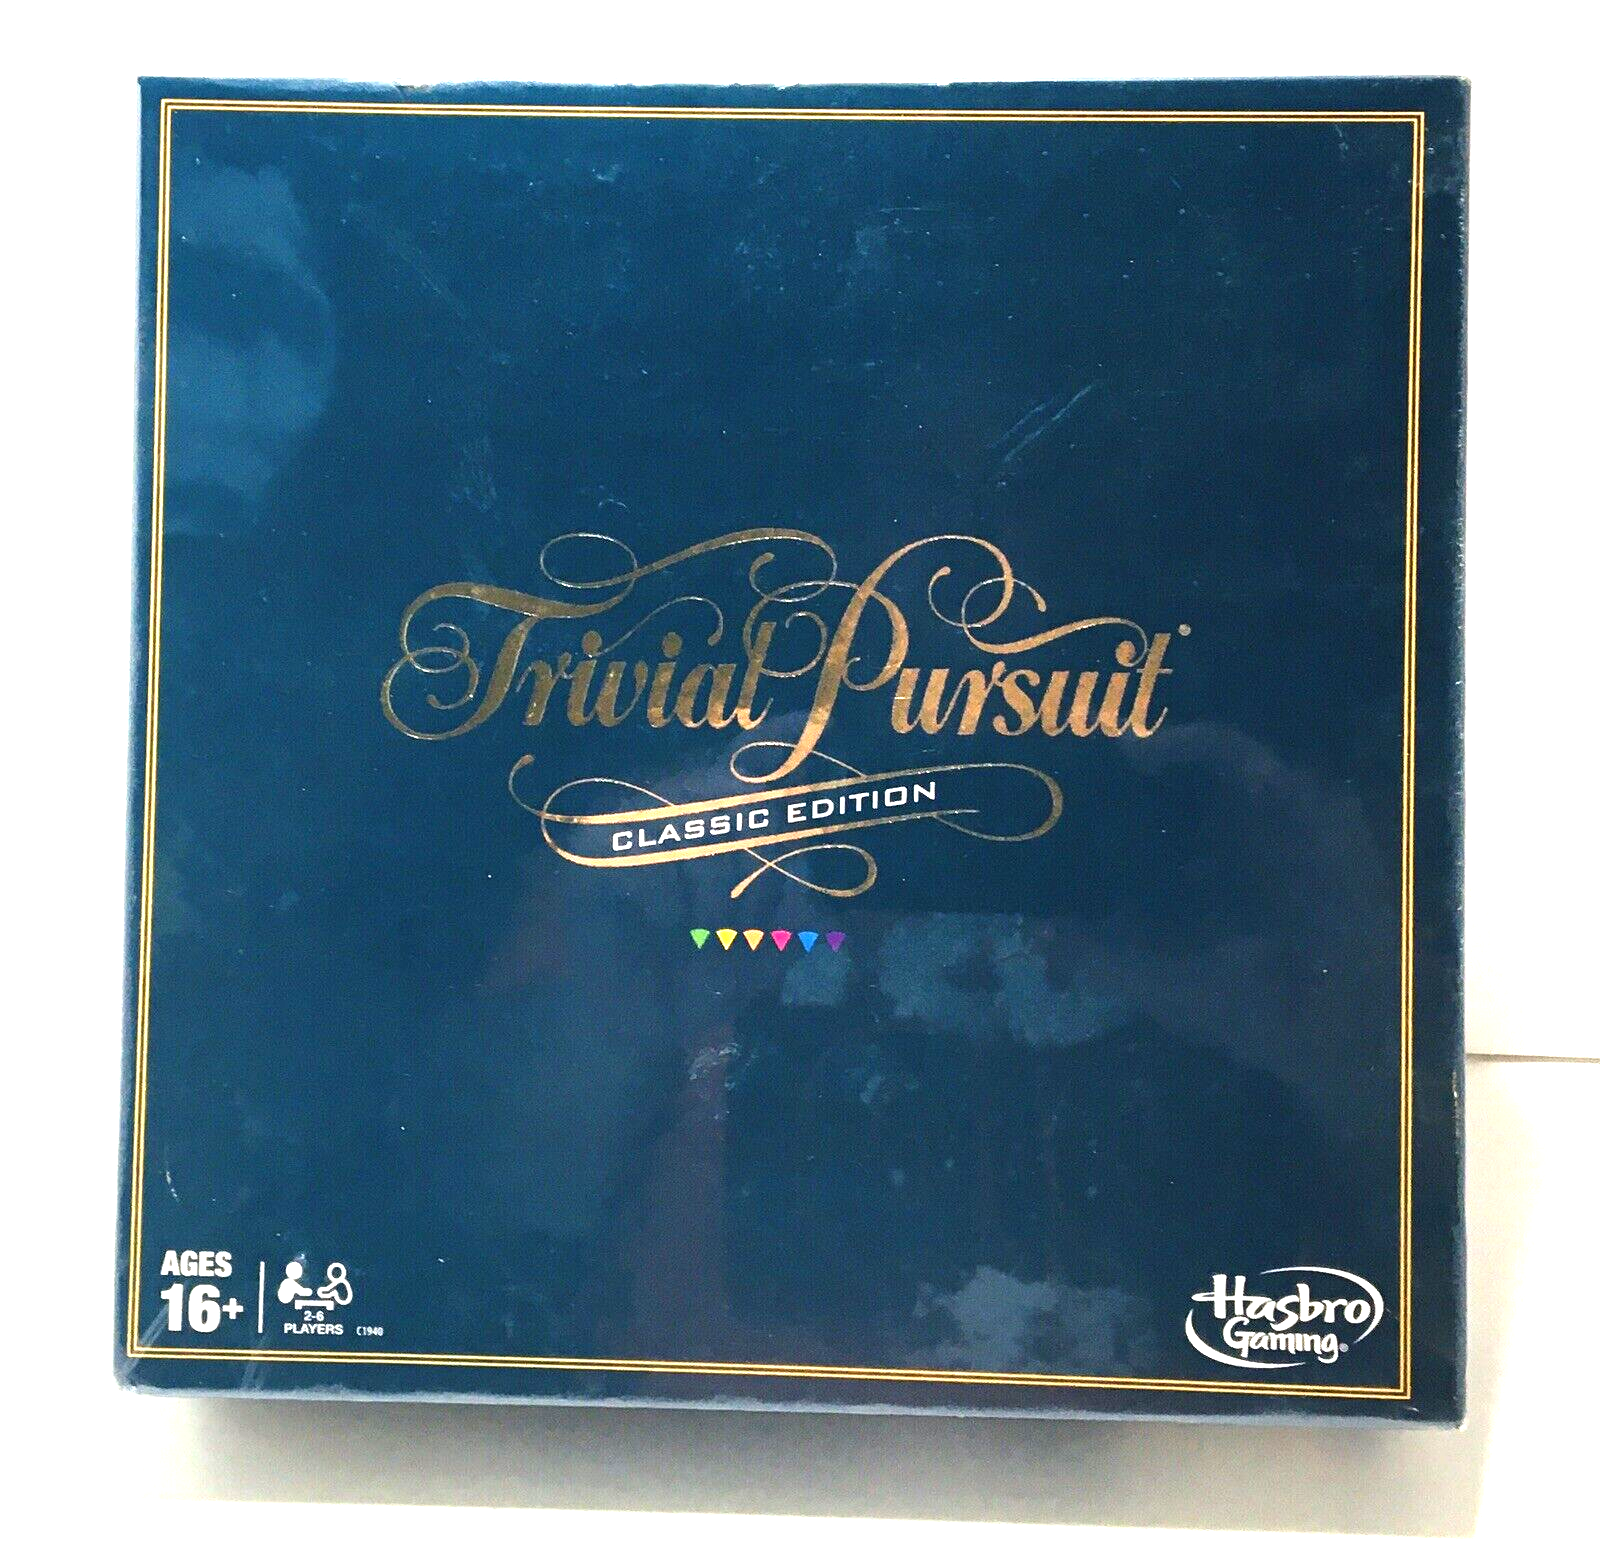 Trivial Pursuit
CLASSIC EDITION
AGES
16+
2-6
PLAYERS
C1940
Hasbro
Gaming